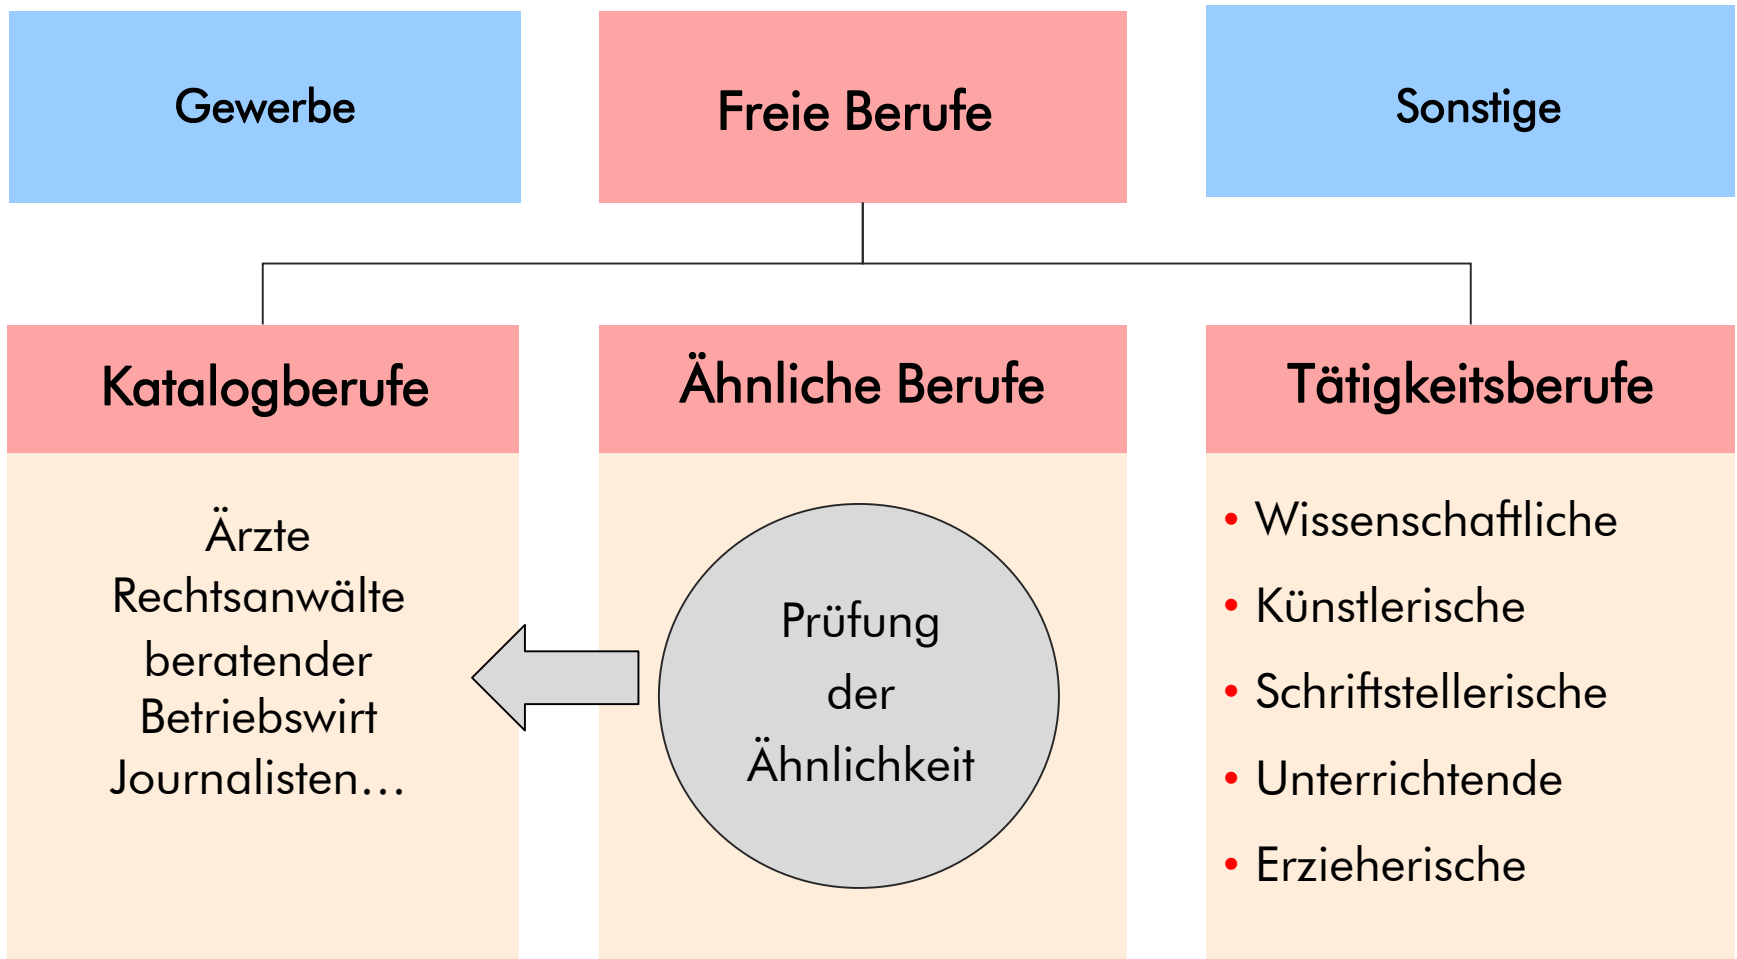 Gewerbe
Freie Berufe
Sonstige
Katalogberufe
Ähnliche Berufe
Tätigkeitsberufe
Ärzte
Rechtsanwälte
beratender
Betriebswirt
Journalisten...
Prüfung
der
Ähnlichkeit
• Wissenschaftliche
• Künstlerische
• Schriftstellerische
• Unterrichtende
• Erzieherische